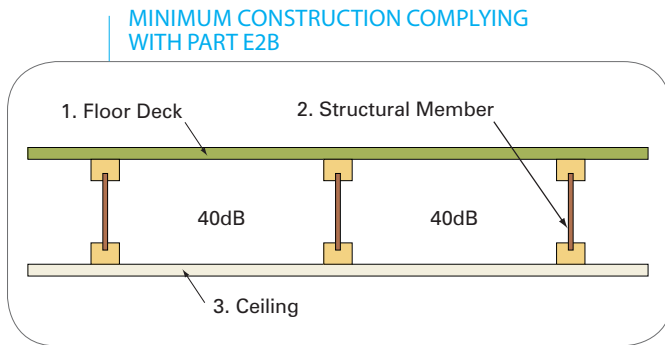 MINIMUM CONSTRUCTION COMPLYING
WITH PART E2B
1. Floor Deck
2. Structural Member
40dB
40dB
3. Ceiling